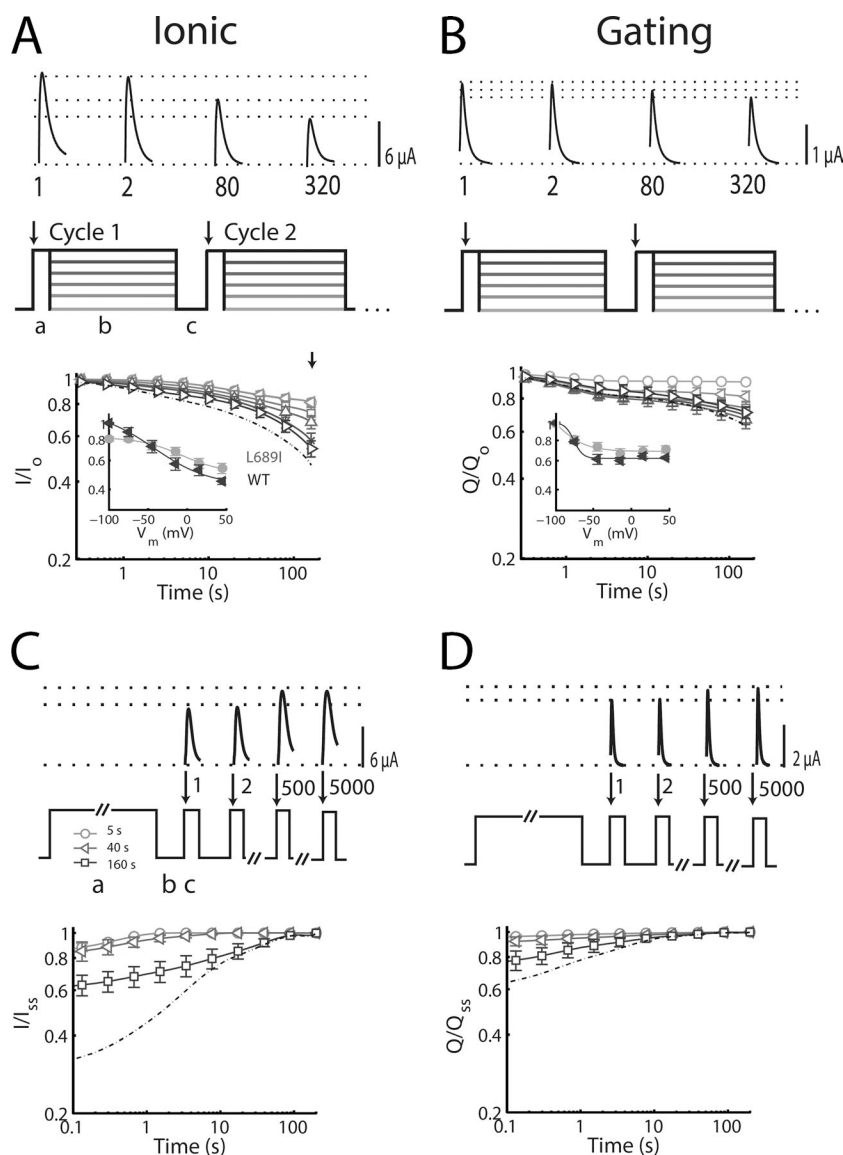 A Ionic
6 μA
1 2 80 320
Cycle 1 Cycle 2
a b c
. . .
1
0.8
0.6
0.4
0.2
I/Io
1
0.8
0.6
0.4
L689I
WT
−100 −50 0 50
Vm (mV)
1 10 100
Time (s)
B Gating
1 μA
1 2 80 320
. . .
1
0.8
0.6
0.4
0.2
Q/Qo
1
0.8
0.6
0.4
−100 −50 0 50
Vm (mV)
1 10 100
Time (s)
C
6 μA
1 2 500 5000
5 s
40 s
160 s
a b c
1
0.8
0.6
0.4
0.2
I/Iss
0.1 1 10 100
Time (s)
D
2 μA
1 2 500 5000
1
0.8
0.6
0.4
0.2
Q/Qss
0.1 1 10 100
Time (s)